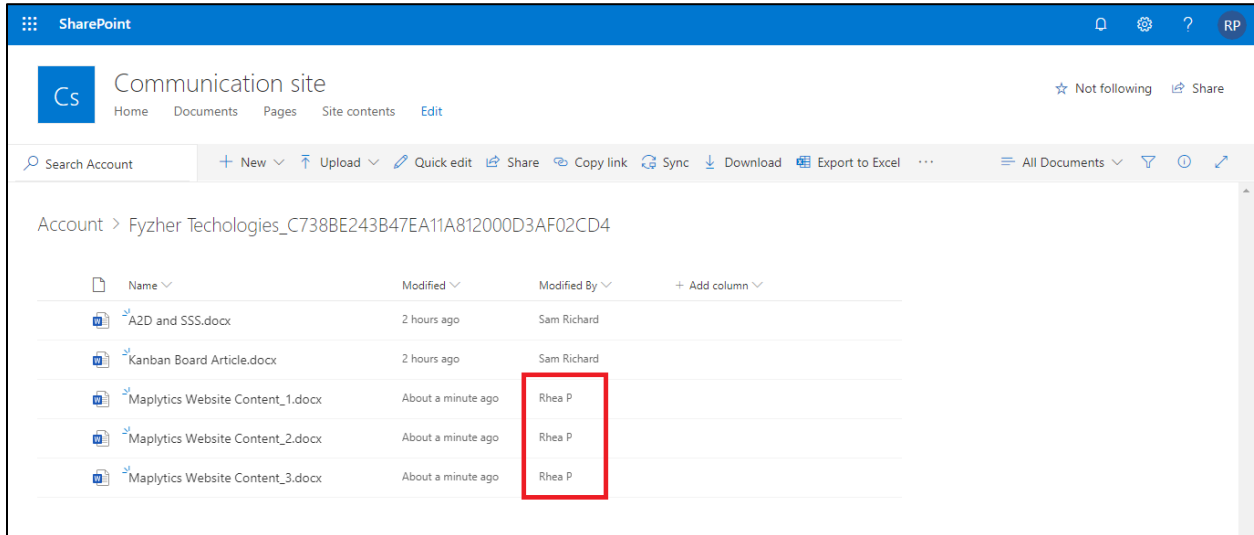 SharePoint ? RP
Cs Communication site
Home Documents Pages Site contents Edit Not following Share
Search Account + New Upload Quick edit Share Copy link Sync Download Export to Excel ... All Documents
Account > Fyzher Techologies_C738BE243B47EA11A812000D3AF02CD4
Name Modified Modified By + Add column
A2D and SSS.docx 2 hours ago Sam Richard
Kanban Board Article.docx 2 hours ago Sam Richard
Maplytics Website Content_1.docx About a minute ago Rhea P
Maplytics Website Content_2.docx About a minute ago Rhea P
Maplytics Website Content_3.docx About a minute ago Rhea P